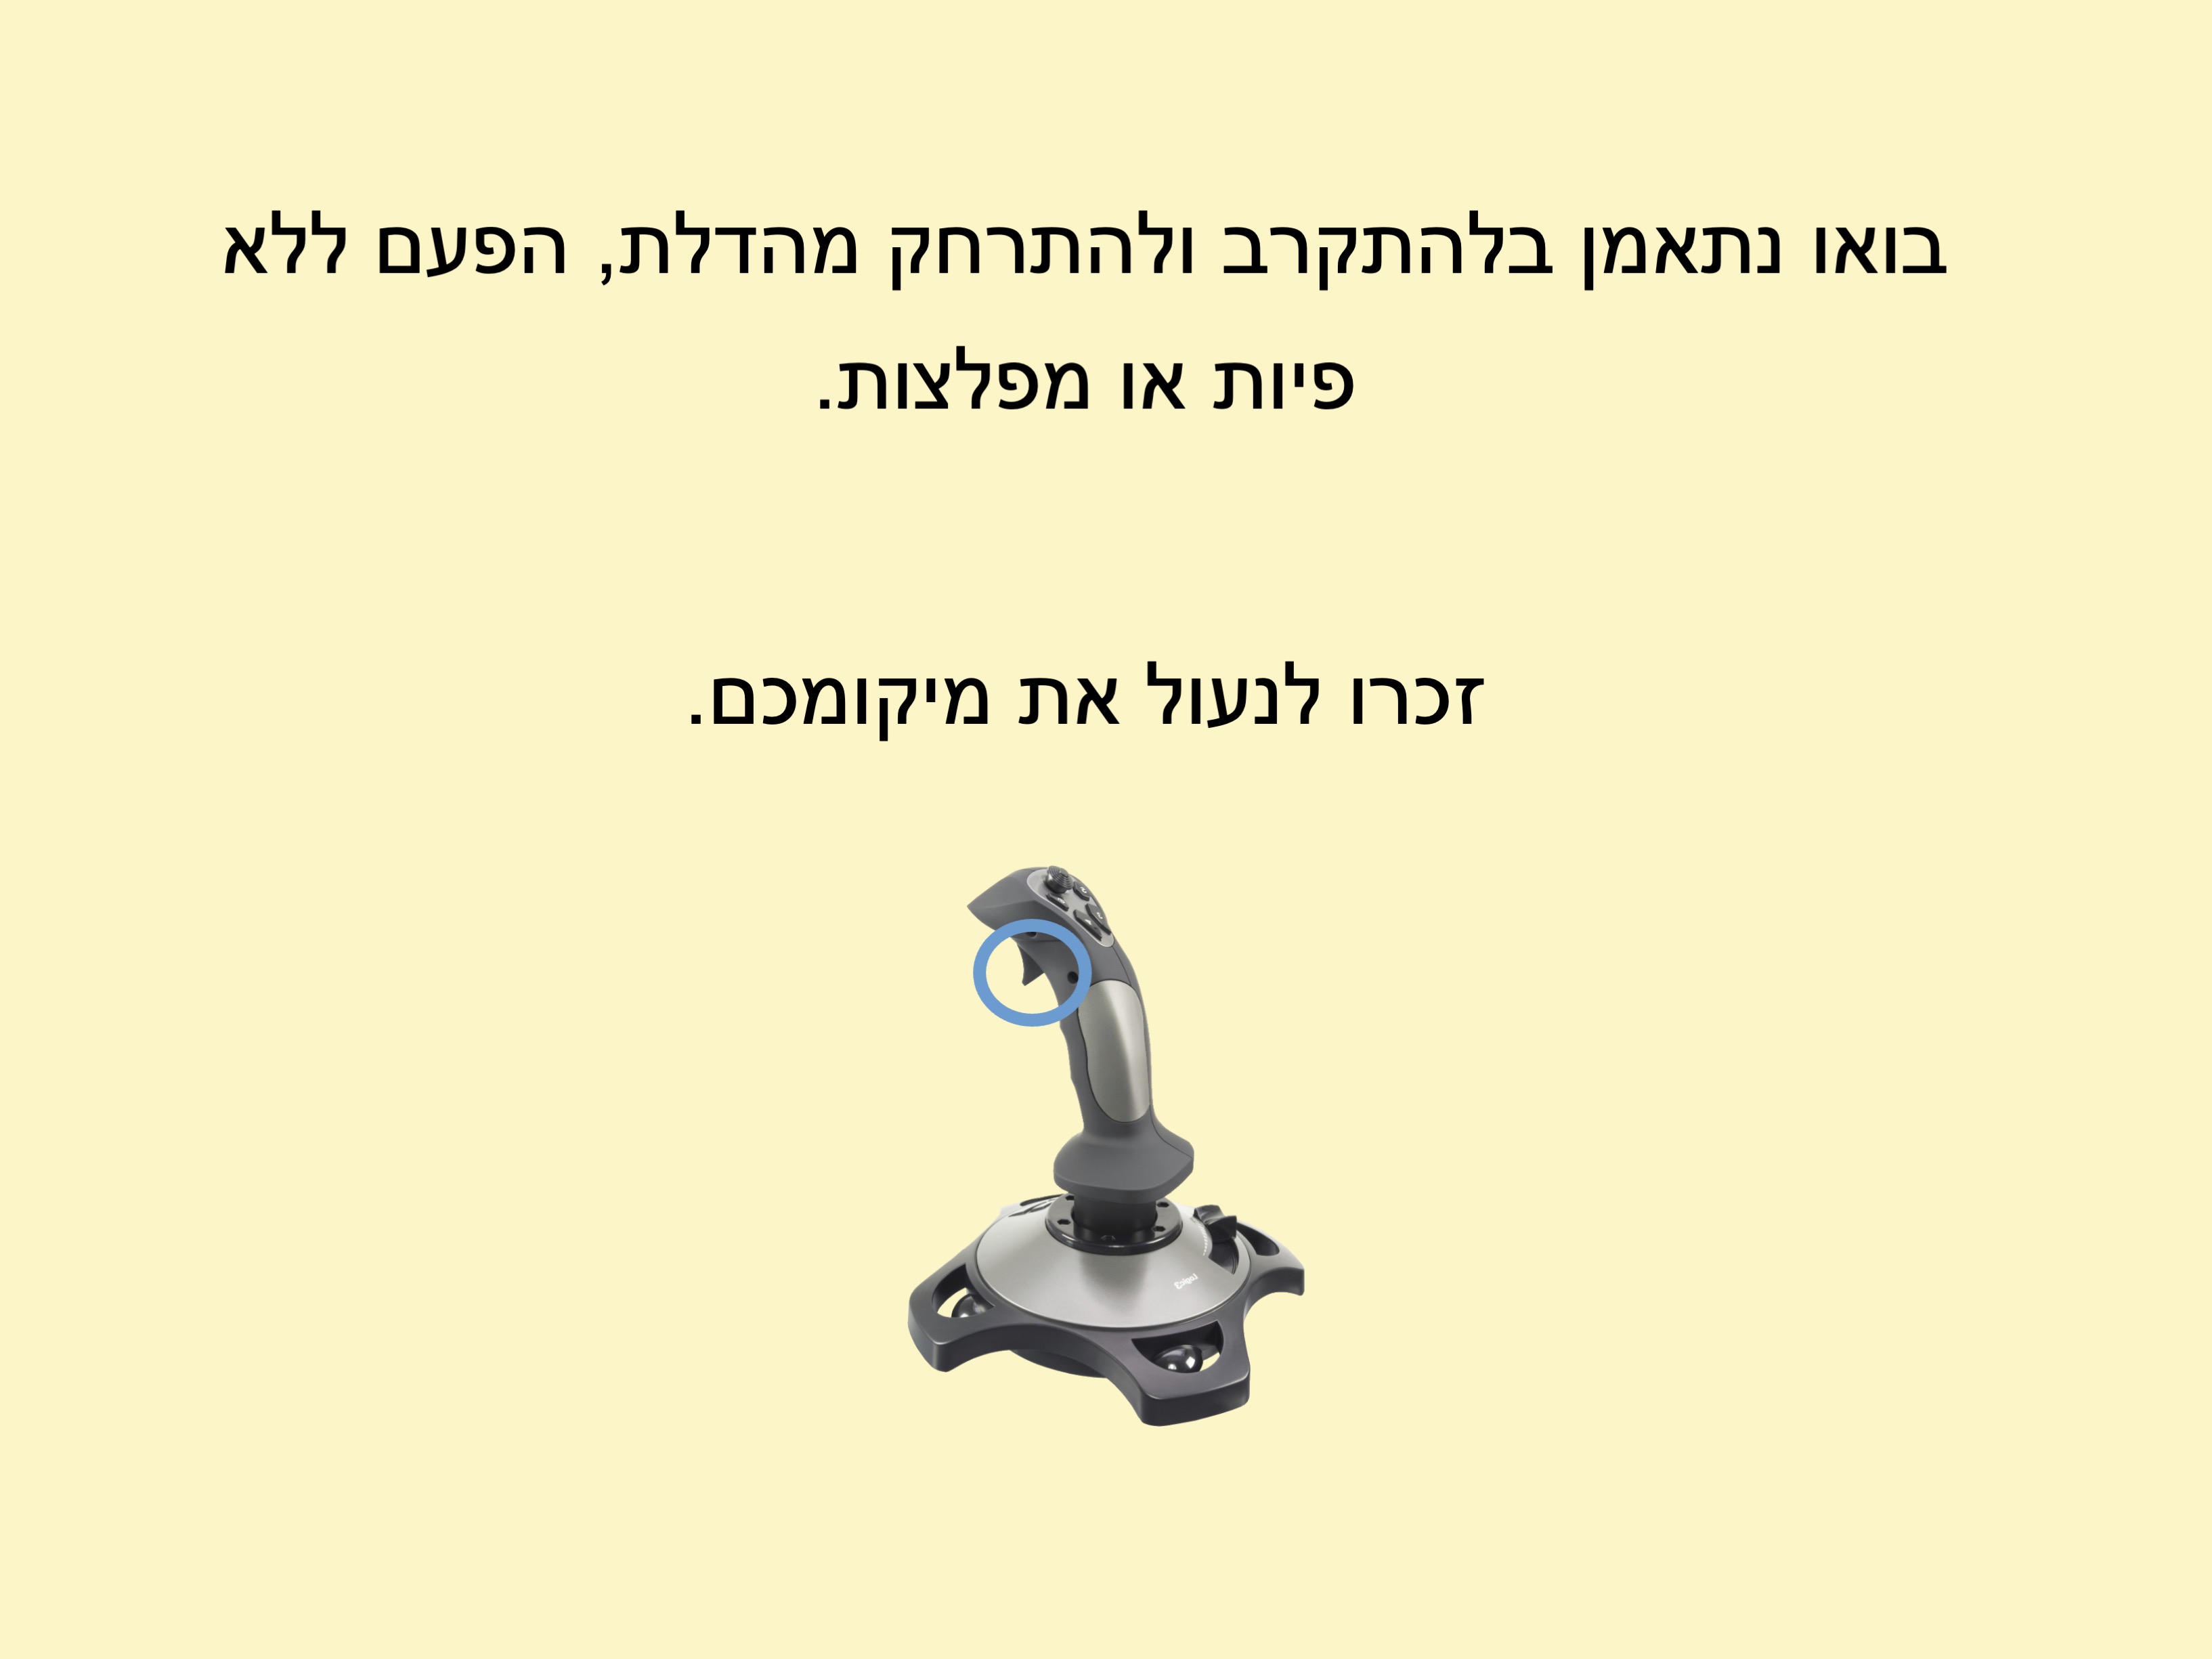 בואו נתאמן בלהתקרב ולהתרחק מהדלת, הפעם ללא
פיות או מפלצות.
זכרו לנעול את מיקומכם.